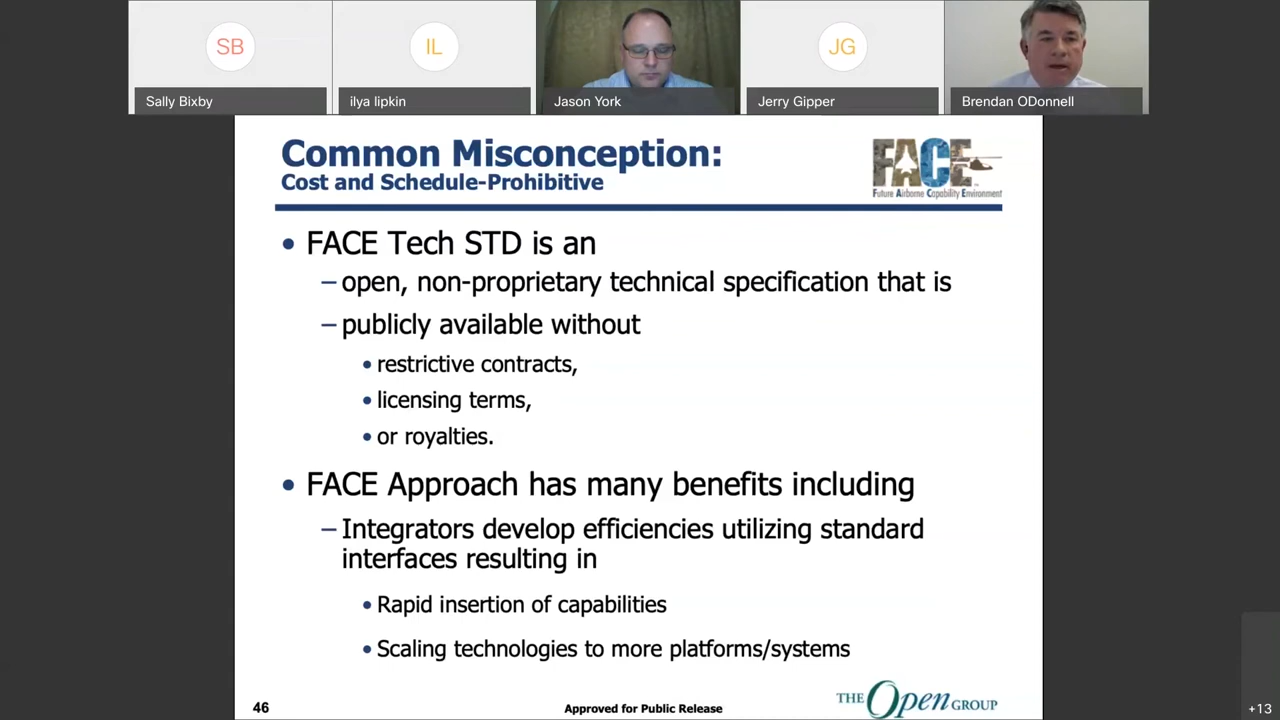 SB
IL
JG
Sally Bixby
ilya lipkin
Jason York
Jerry Gipper
Brendan ODonnell
Common Misconception:
Cost and Schedule-Prohibitive
FACE
Future Airborne Capability Environment
• FACE Tech STD is an
– open, non-proprietary technical specification that is
– publicly available without
• restrictive contracts,
• licensing terms,
• or royalties.
• FACE Approach has many benefits including
– Integrators develop efficiencies utilizing standard
interfaces resulting in
• Rapid insertion of capabilities
• Scaling technologies to more platforms/systems
46
Approved for Public Release
THE Open GROUP
+13